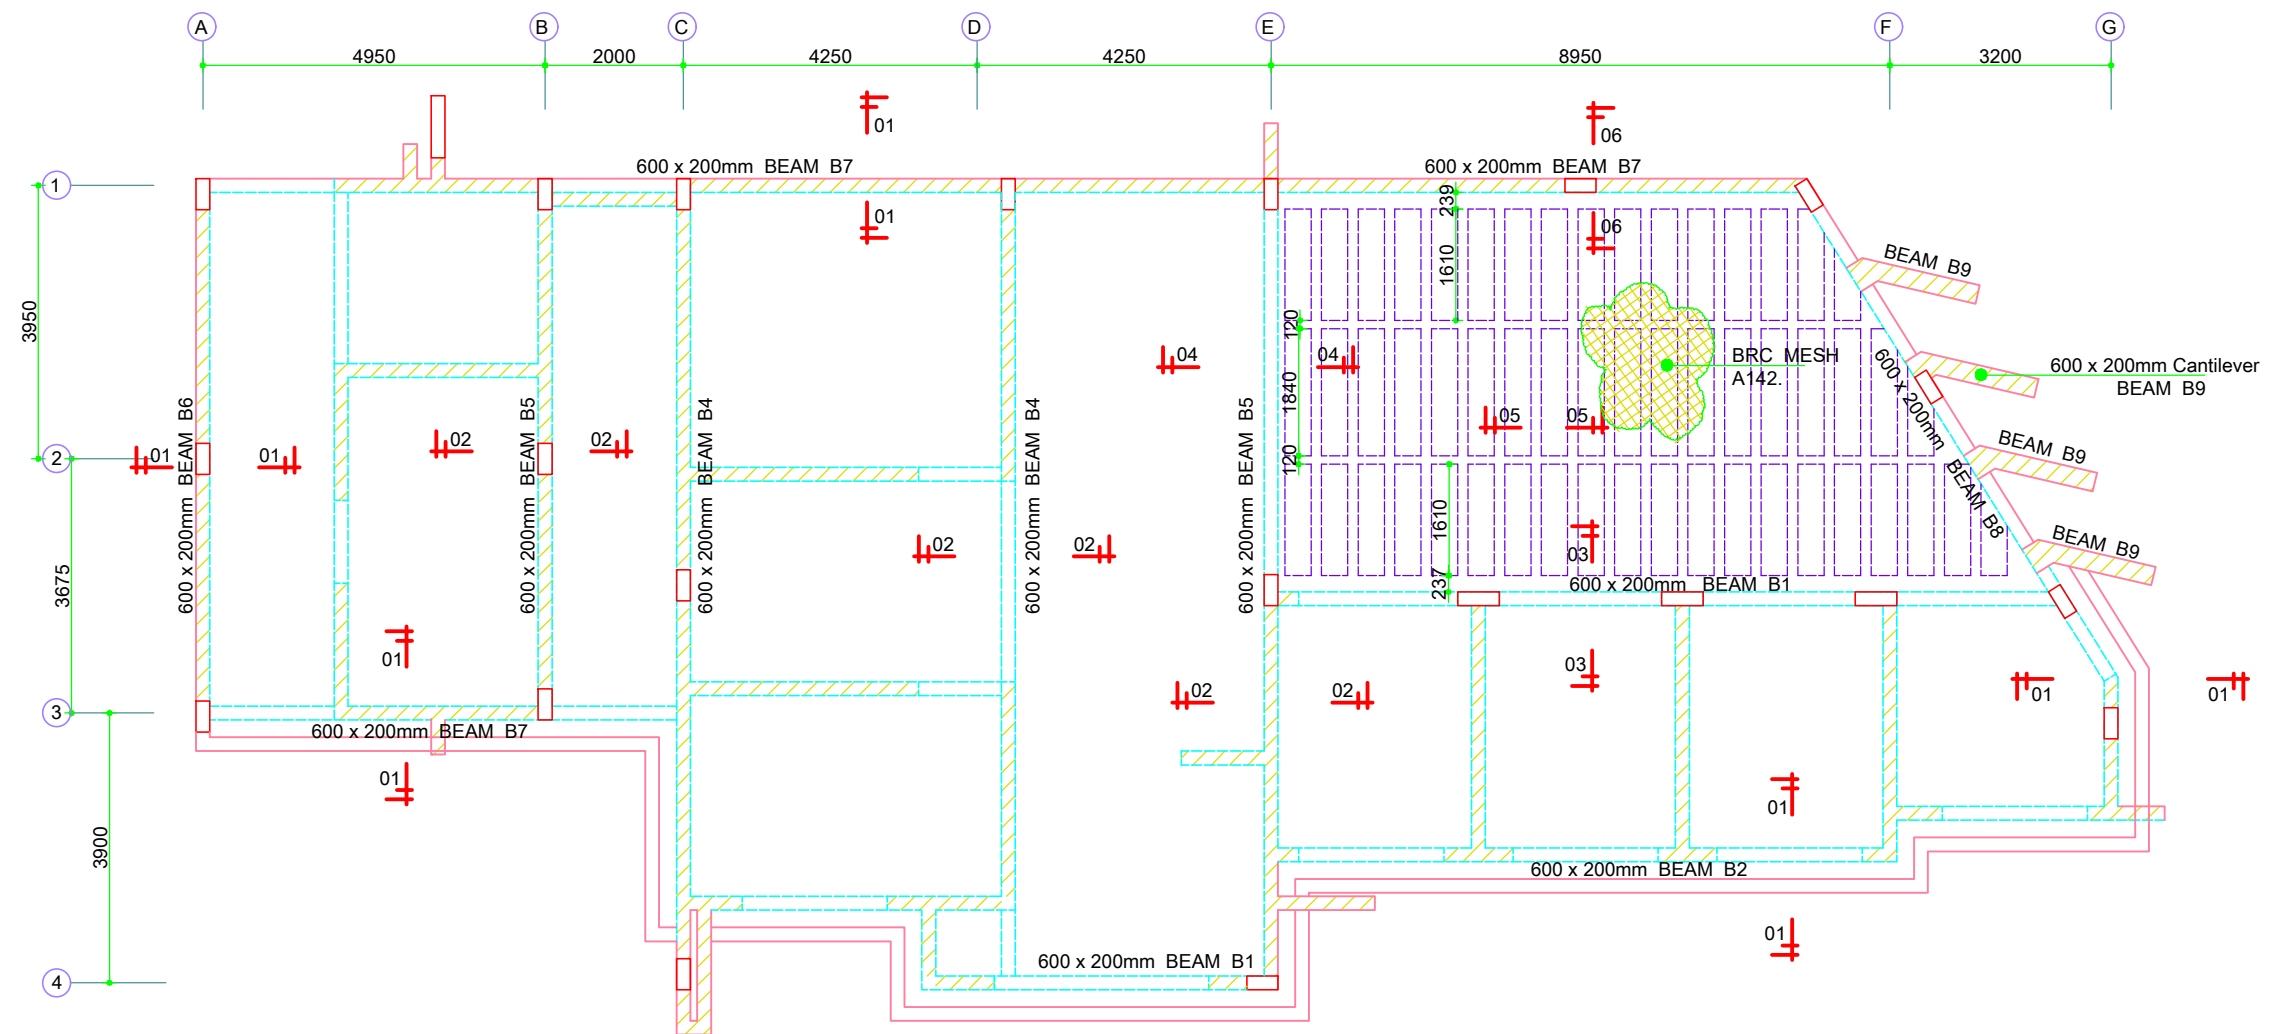 A B C D E F G
4950 2000 4250 4250 8950 3200
01 06
600 x 200mm BEAM B7 600 x 200mm BEAM B7
1
239
01 06
BEAM B9
1610
3950
120
04 04
BRC MESH
A142.
600 x 200mm Cantilever
BEAM B9
600 x 200mm BEAM B8
1840
05 05
02 02
01 01
2
120
BEAM B9
600 x 200mm BEAM B6
600 x 200mm BEAM B5
600 x 200mm BEAM B4
600 x 200mm BEAM B4
600 x 200mm BEAM B5
1610
02 02
03
BEAM B9
3675
237
600 x 200mm BEAM B1
01
03
02 02
01 01
3
600 x 200mm BEAM B7
01
01
3900
600 x 200mm BEAM B2
01
600 x 200mm BEAM B1
4